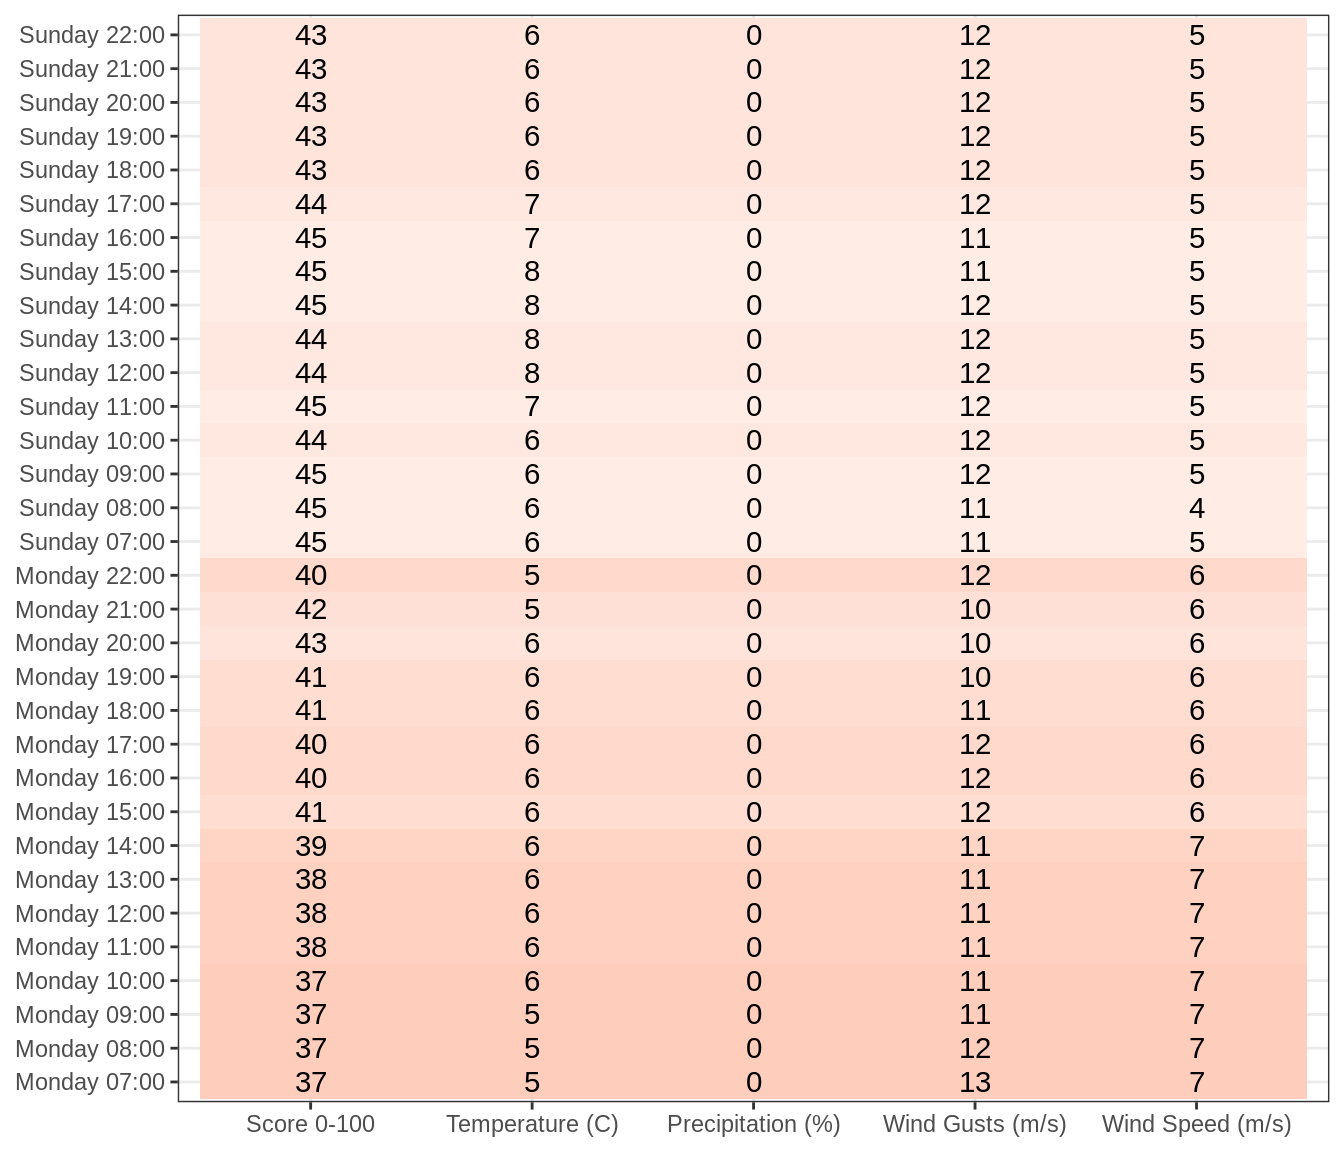 Sunday 22:00 43 6 0 12 5
Sunday 21:00 43 6 0 12 5
Sunday 20:00 43 6 0 12 5
Sunday 19:00 43 6 0 12 5
Sunday 18:00 43 6 0 12 5
Sunday 17:00 44 7 0 12 5
Sunday 16:00 45 7 0 11 5
Sunday 15:00 45 8 0 11 5
Sunday 14:00 45 8 0 12 5
Sunday 13:00 44 8 0 12 5
Sunday 12:00 44 8 0 12 5
Sunday 11:00 45 7 0 12 5
Sunday 10:00 44 6 0 12 5
Sunday 09:00 45 6 0 12 5
Sunday 08:00 45 6 0 11 4
Sunday 07:00 45 6 0 11 5
Monday 22:00 40 5 0 12 6
Monday 21:00 42 5 0 10 6
Monday 20:00 43 6 0 10 6
Monday 19:00 41 6 0 10 6
Monday 18:00 41 6 0 11 6
Monday 17:00 40 6 0 12 6
Monday 16:00 40 6 0 12 6
Monday 15:00 41 6 0 12 6
Monday 14:00 39 6 0 11 7
Monday 13:00 38 6 0 11 7
Monday 12:00 38 6 0 11 7
Monday 11:00 38 6 0 11 7
Monday 10:00 37 6 0 11 7
Monday 09:00 37 5 0 11 7
Monday 08:00 37 5 0 12 7
Monday 07:00 37 5 0 13 7
Score 0-100 Temperature (C) Precipitation (%) Wind Gusts (m/s) Wind Speed (m/s)